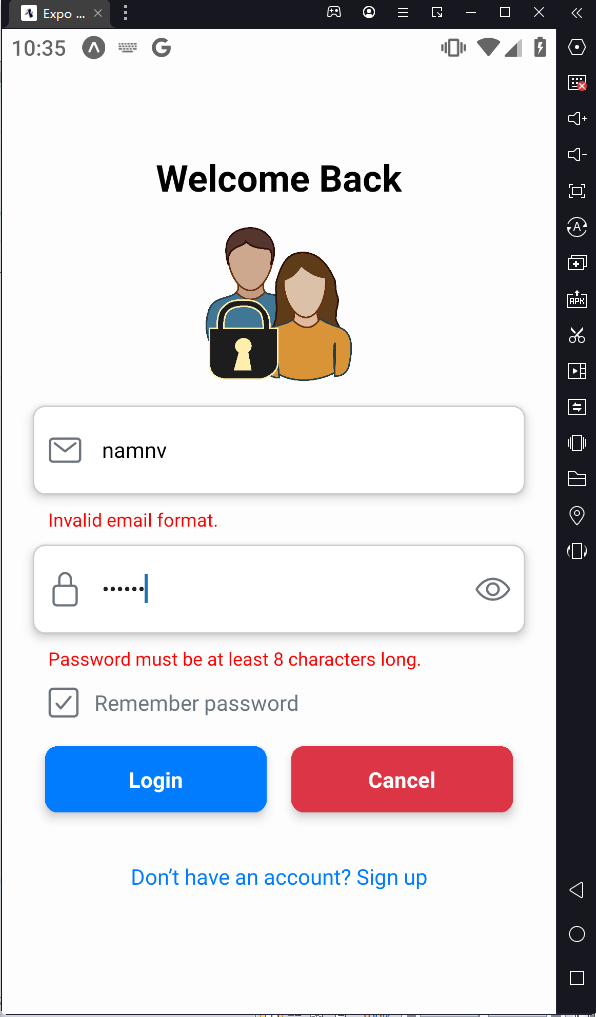 Expo ...
10:35
G
Welcome Back
namnv
Invalid email format.
••••••
Password must be at least 8 characters long.
Remember password
Login
Cancel
Don't have an account? Sign up
A
APK